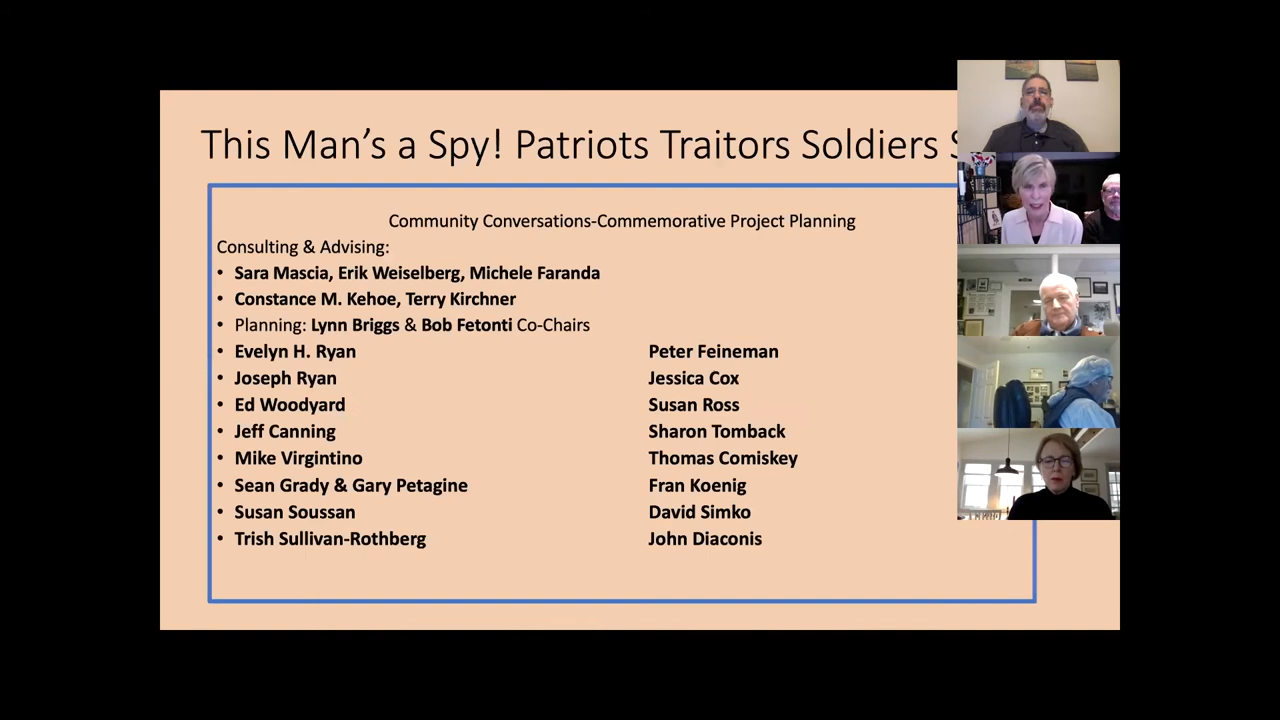 This Man's a Spy! Patriots Traitors Soldiers
Community Conversations-Commemorative Project Planning
Consulting & Advising:
• Sara Mascia, Erik Weiselberg, Michele Faranda
• Constance M. Kehoe, Terry Kirchner
• Planning: Lynn Briggs & Bob Fetonti Co-Chairs
• Evelyn H. Ryan Peter Feineman
• Joseph Ryan Jessica Cox
• Ed Woodyard Susan Ross
• Jeff Canning Sharon Tomback
• Mike Virgintino Thomas Comiskey
• Sean Grady & Gary Petagine Fran Koenig
• Susan Soussan David Simko
• Trish Sullivan-Rothberg John Diaconis